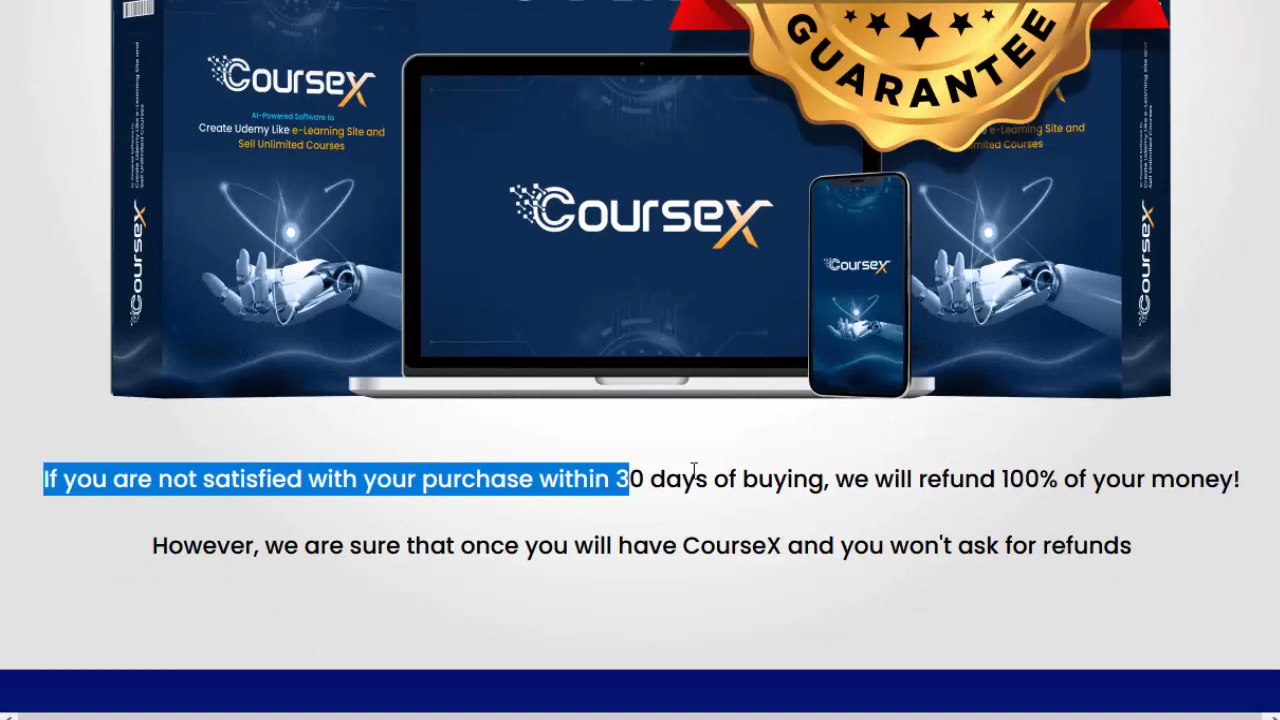 GUARANTEE
CourseX
AI-Powered Software to
Create Udemy Like e-Learning Site and
Sell Unlimited Courses
e-Learning Site and
Courses
CourseX
CourseX
CourseX
CourseX
If you are not satisfied with your purchase within 30 days of buying, we will refund 100% of your money!
However, we are sure that once you will have CourseX and you won't ask for refunds